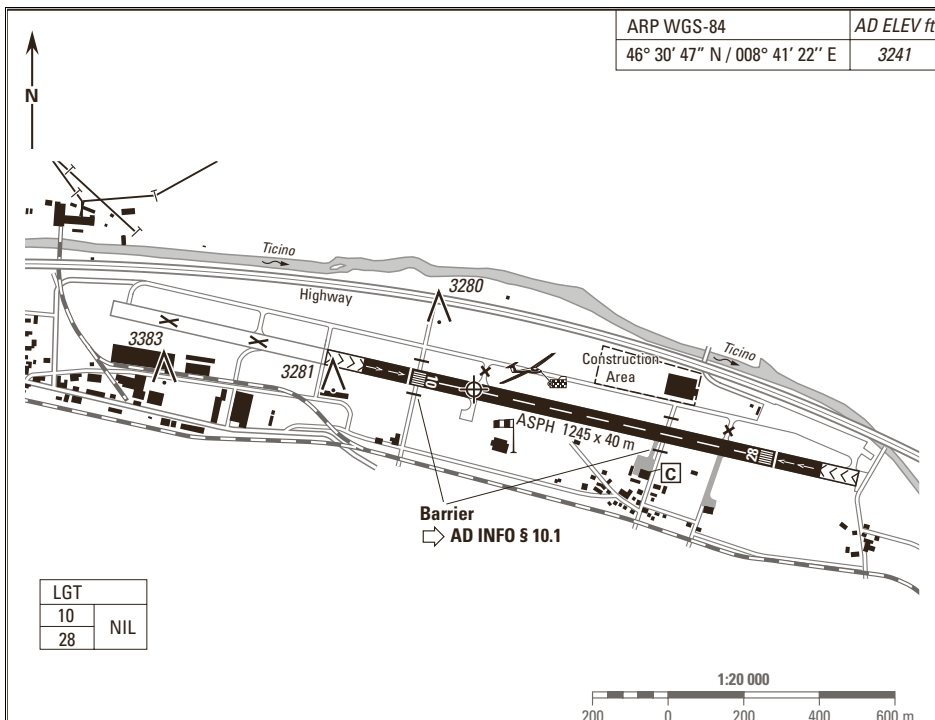 ARP WGS-84 AD ELEV ft
46° 30′ 47″ N / 008° 41′ 22′′ E 3241
N
Ticino
Highway
3280
3383
3281
Ticino
Construction
Area
10
ASPH 1245 x 40 m
28
C
Barrier
AD INFO § 10.1
LGT
10
28
NIL
1:20 000
200 0 200 400 600 m